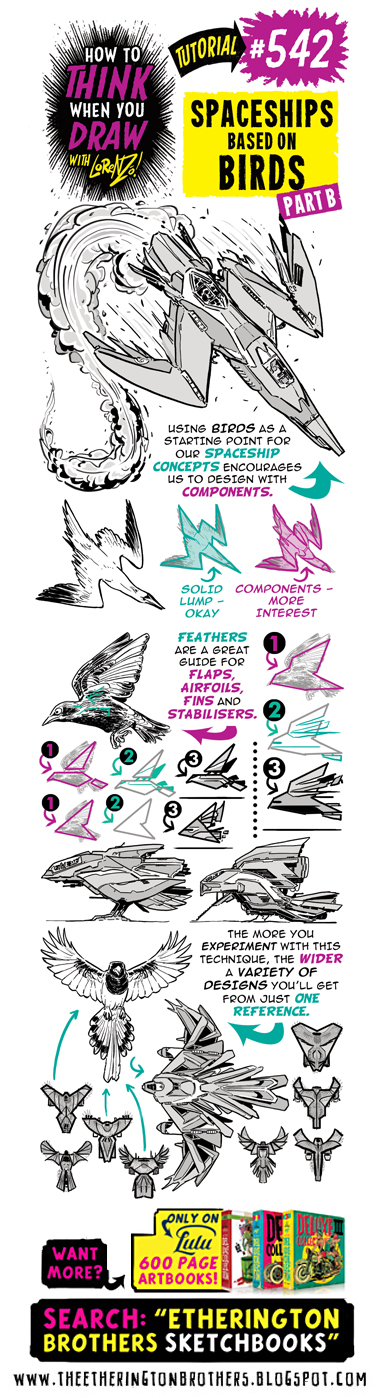 HOW TO
THINK
WHEN YOU
DRAW
WITH LORENZO!
TUTORIAL
#542
SPACESHIPS
BASED ON
BIRDS
PART B
USING BIRDS AS A
STARTING POINT FOR
OUR SPACESHIP
CONCEPTS ENCOURAGES
US TO DESIGN WITH
COMPONENTS.
SOLID
LUMP -
OKAY
COMPONENTS -
MORE
INTEREST
FEATHERS
ARE A GREAT
GUIDE FOR
FLAPS,
AIRFOILS,
FINS AND
STABILISERS.
1
2
3
1
2
3
1
2
3
THE MORE YOU
EXPERIMENT WITH THIS
TECHNIQUE, THE WIDER
A VARIETY OF
DESIGNS YOU'LL GET
FROM JUST ONE
REFERENCE.
WANT
MORE?
ONLY ON
Lulu
600 PAGE
ARTBOOKS!
SEARCH: "ETHERINGTON
BROTHERS SKETCHBOOKS"
WWW.THEETHERINGTONBROTHERS.BLOGSPOT.COM